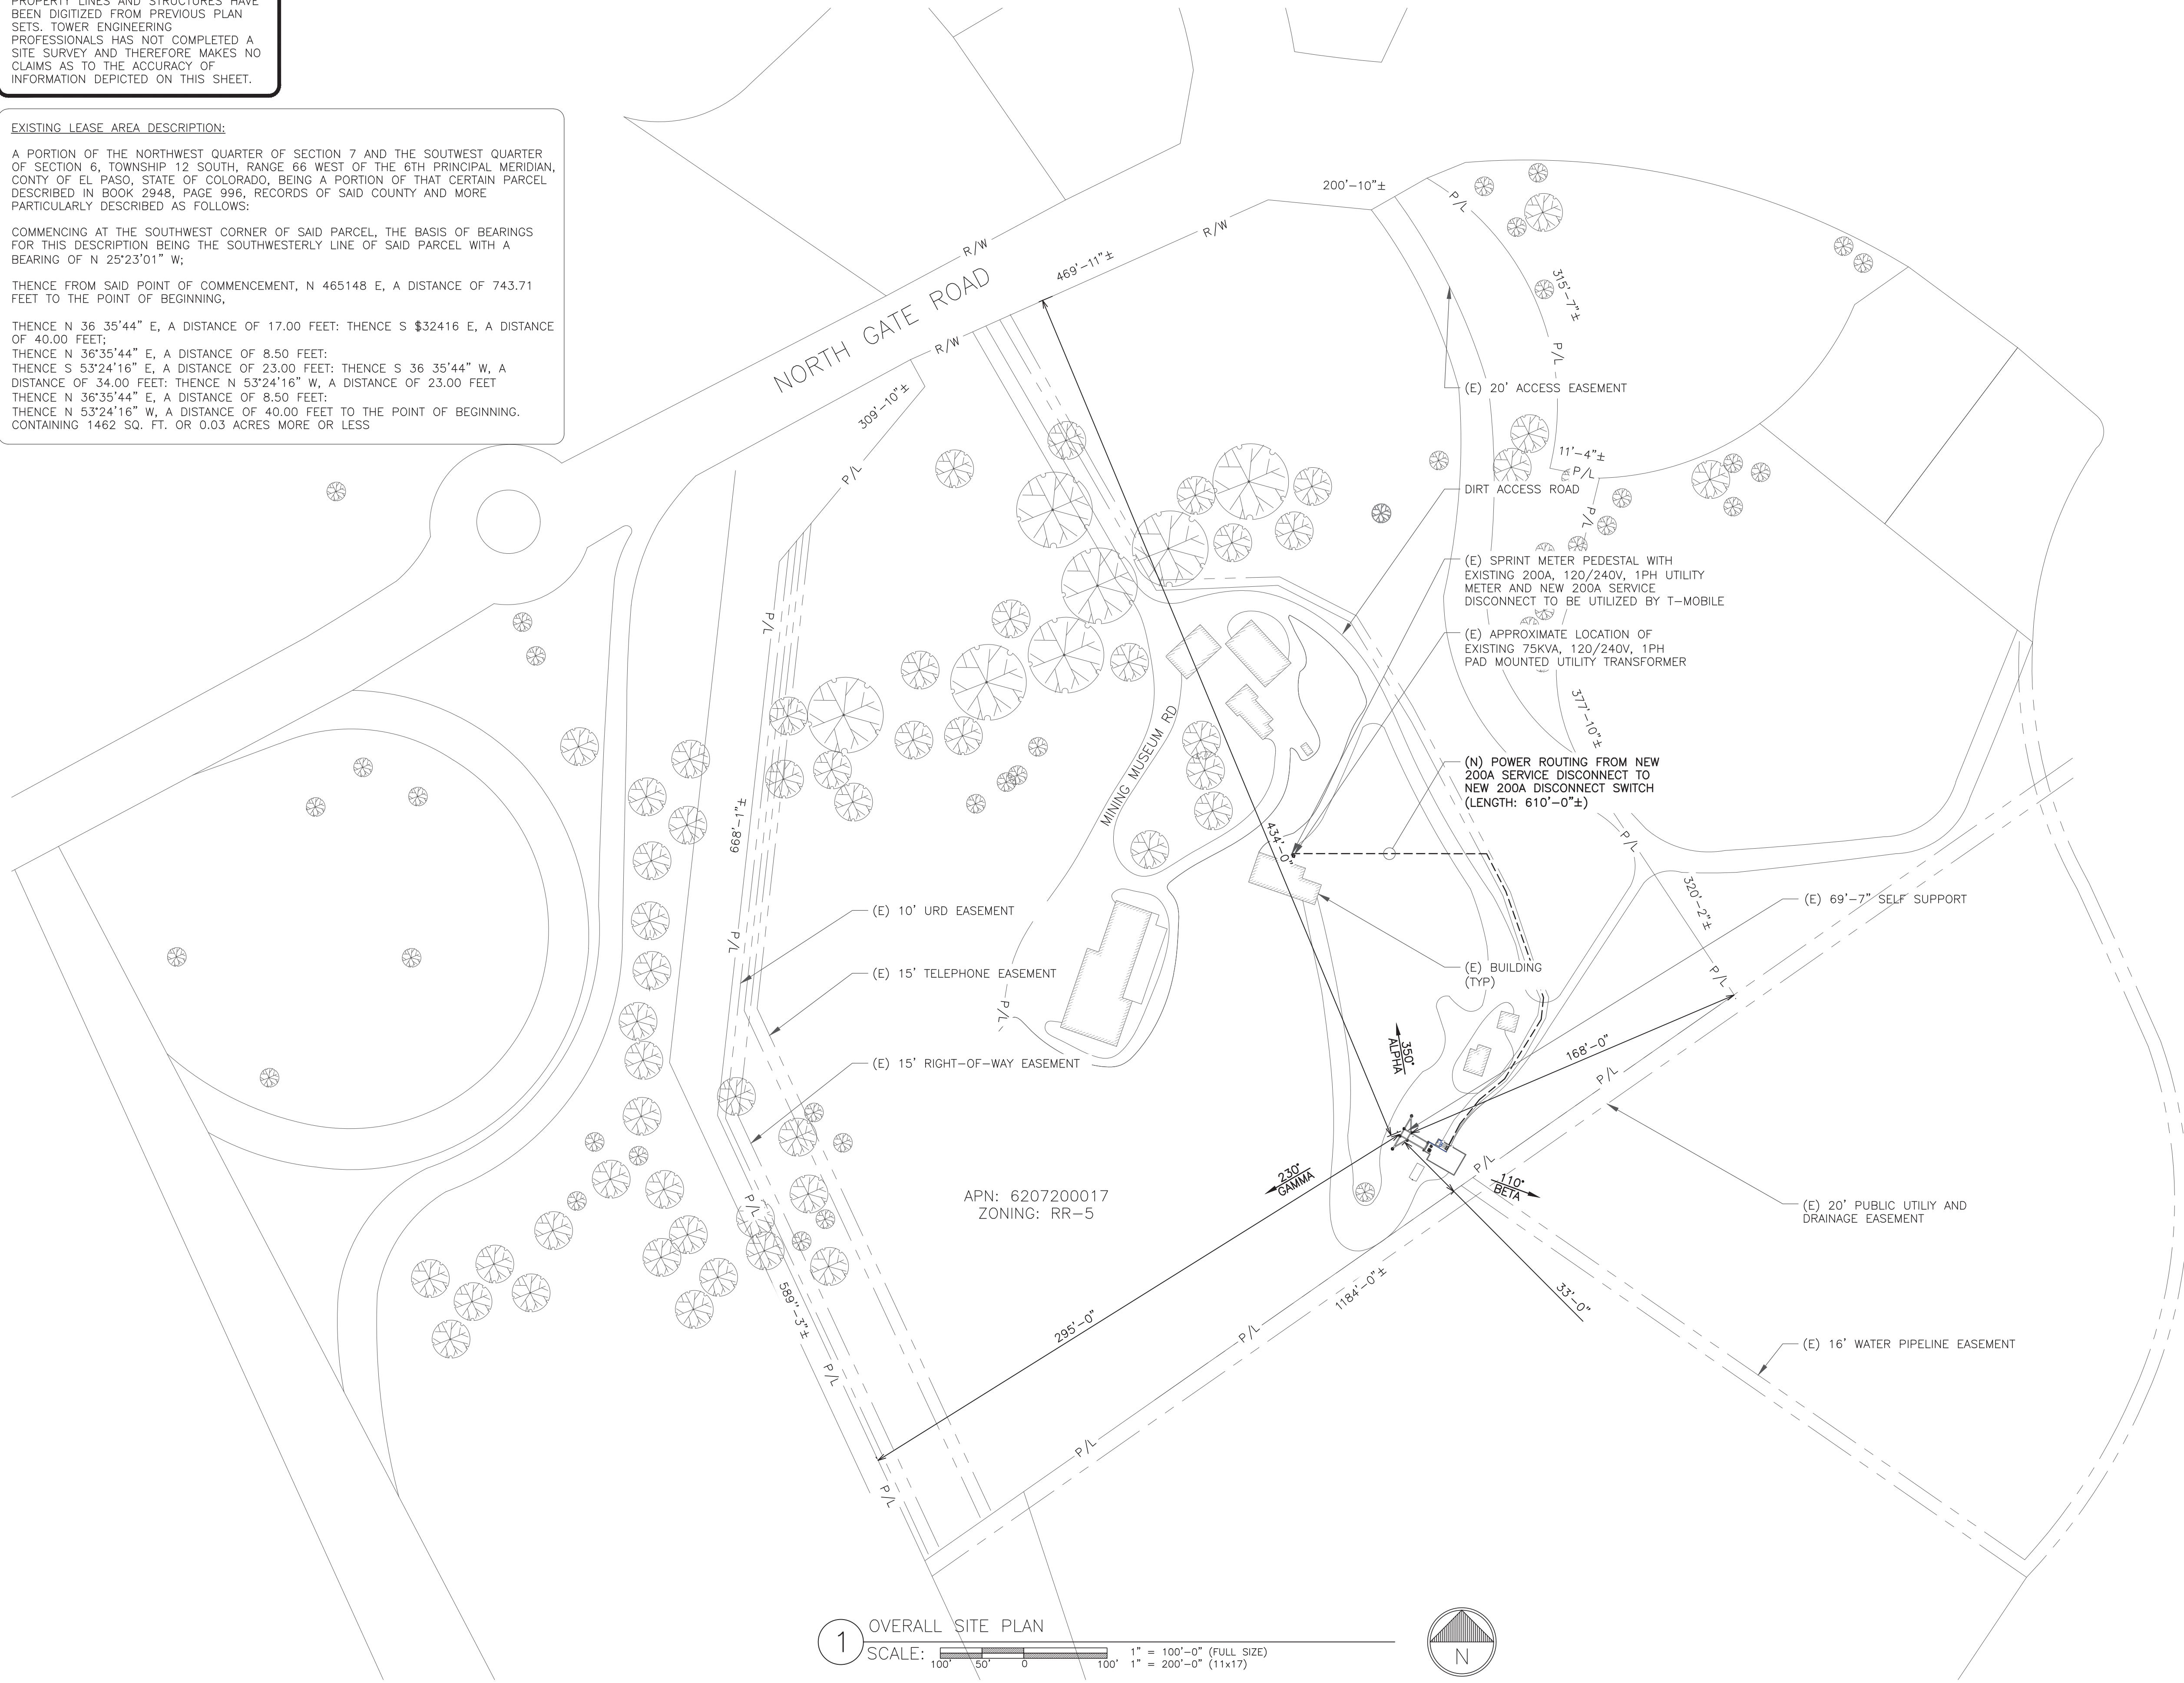 PROPERTY LINES AND STRUCTURES HAVE
BEEN DIGITIZED FROM PREVIOUS PLAN
SETS. TOWER ENGINEERING
PROFESSIONALS HAS NOT COMPLETED A
SITE SURVEY AND THEREFORE MAKES NO
CLAIMS AS TO THE ACCURACY OF
INFORMATION DEPICTED ON THIS SHEET.
EXISTING LEASE AREA DESCRIPTION:
A PORTION OF THE NORTHWEST QUARTER OF SECTION 7 AND THE SOUTWEST QUARTER
OF SECTION 6, TOWNSHIP 12 SOUTH, RANGE 66 WEST OF THE 6TH PRINCIPAL MERIDIAN,
CONTY OF EL PASO, STATE OF COLORADO, BEING A PORTION OF THAT CERTAIN PARCEL
DESCRIBED IN BOOK 2948, PAGE 996, RECORDS OF SAID COUNTY AND MORE
PARTICULARLY DESCRIBED AS FOLLOWS:
COMMENCING AT THE SOUTHWEST CORNER OF SAID PARCEL, THE BASIS OF BEARINGS
FOR THIS DESCRIPTION BEING THE SOUTHWESTERLY LINE OF SAID PARCEL WITH A
BEARING OF N 25°23'01" W;
THENCE FROM SAID POINT OF COMMENCEMENT, N 465148 E, A DISTANCE OF 743.71
FEET TO THE POINT OF BEGINNING,
THENCE N 36 35'44" E, A DISTANCE OF 17.00 FEET: THENCE S $32416 E, A DISTANCE
OF 40.00 FEET;
THENCE N 36°35'44" E, A DISTANCE OF 8.50 FEET:
THENCE S 53°24'16" E, A DISTANCE OF 23.00 FEET: THENCE S 36 35'44" W, A
DISTANCE OF 34.00 FEET: THENCE N 53°24'16" W, A DISTANCE OF 23.00 FEET
THENCE N 36°35'44" E, A DISTANCE OF 8.50 FEET:
THENCE N 53°24'16" W, A DISTANCE OF 40.00 FEET TO THE POINT OF BEGINNING.
CONTAINING 1462 SQ. FT. OR 0.03 ACRES MORE OR LESS
200'-10"±
P/L
R/W
R/W
469'-11"±
NORTH GATE ROAD
R/W
315'-7"±
P/L
309'-10"±
P/L
(E) 20' ACCESS EASEMENT
11'-4"±
P/L
DIRT ACCESS ROAD
P/L
(E) SPRINT METER PEDESTAL WITH
EXISTING 200A, 120/240V, 1PH UTILITY
METER AND NEW 200A SERVICE
DISCONNECT TO BE UTILIZED BY T-MOBILE
(E) APPROXIMATE LOCATION OF
EXISTING 75KVA, 120/240V, 1PH
PAD MOUNTED UTILITY TRANSFORMER
P/L
377'-10"±
MINING MUSEUM RD
(N) POWER ROUTING FROM NEW
200A SERVICE DISCONNECT TO
NEW 200A DISCONNECT SWITCH
(LENGTH: 610'-0"±)
668'-1"±
434'-0"
P/L
320'-2"±
(E) 69'-7" SELF SUPPORT
(E) 10' URD EASEMENT
P/L
(E) 15' TELEPHONE EASEMENT
(E) BUILDING
(TYP)
P/L
P/L
350°
ALPHA
168'-0"
(E) 15' RIGHT-OF-WAY EASEMENT
P/L
230°
GAMMA
P/L
110°
BETA
APN: 6207200017
ZONING: RR-5
P/L
(E) 20' PUBLIC UTILIY AND
DRAINAGE EASEMENT
589''-3"±
1184'-0"±
33'-0"
295'-0"
P/L
(E) 16' WATER PIPELINE EASEMENT
P/L
P/L
P/L
1
OVERALL SITE PLAN
SCALE:
100' 50' 0 100'
1" = 100'-0" (FULL SIZE)
1" = 200'-0" (11x17)
N